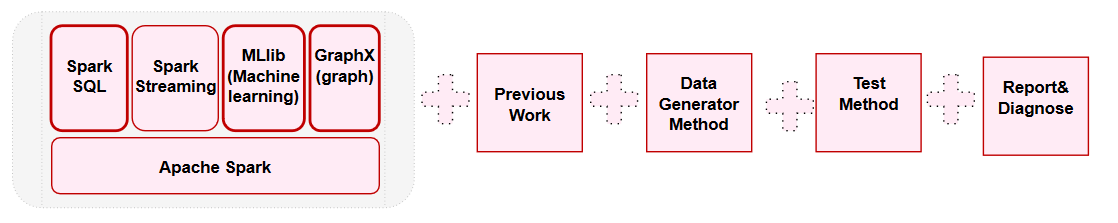 Spark
SQL
Spark
Streaming
MLlib
(Machine
learning)
GraphX
(graph)
Apache Spark
Previous
Work
Data
Generator
Method
Test
Method
Report&
Diagnose